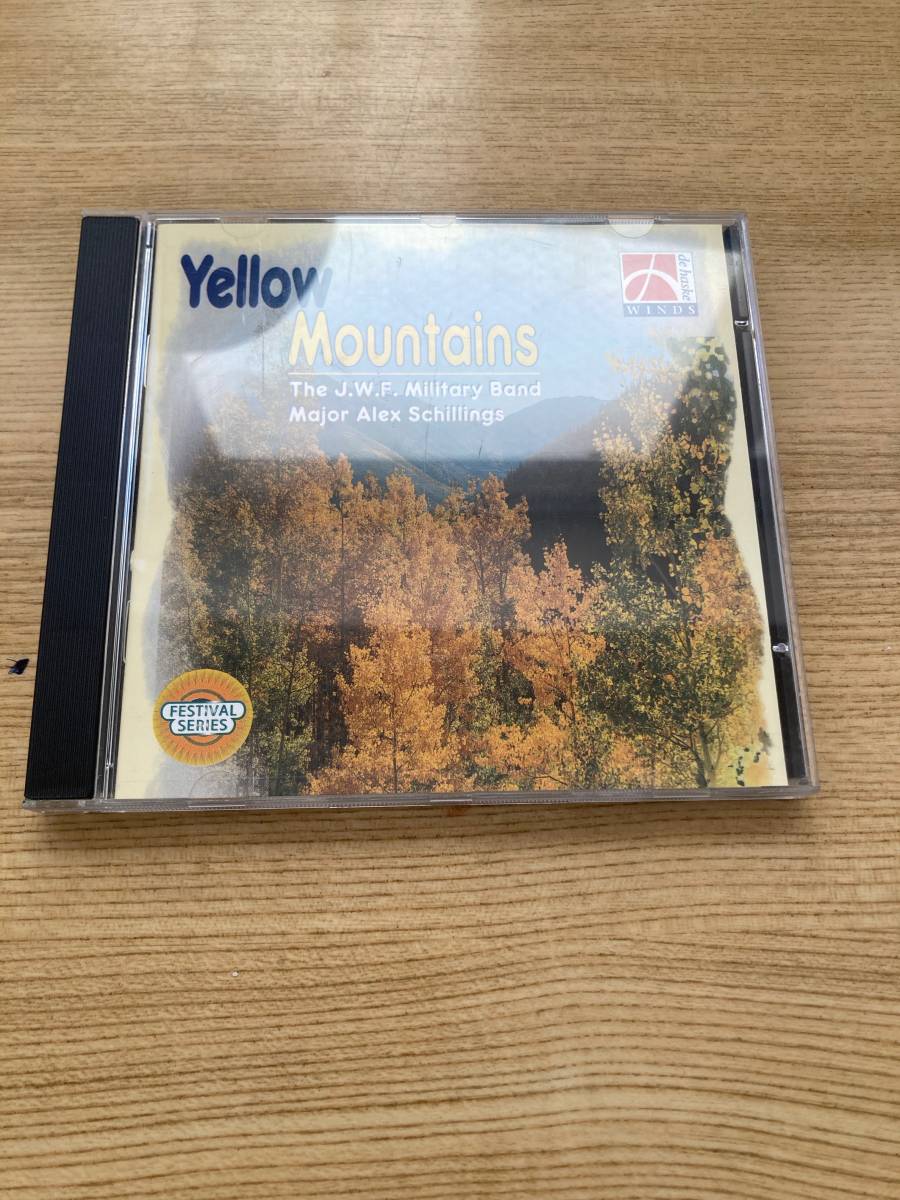 Yellow
Mountains
The J.W.F. Military Band
Major Alex Schillings
de haske
WINDS
FESTIVAL
SERIES